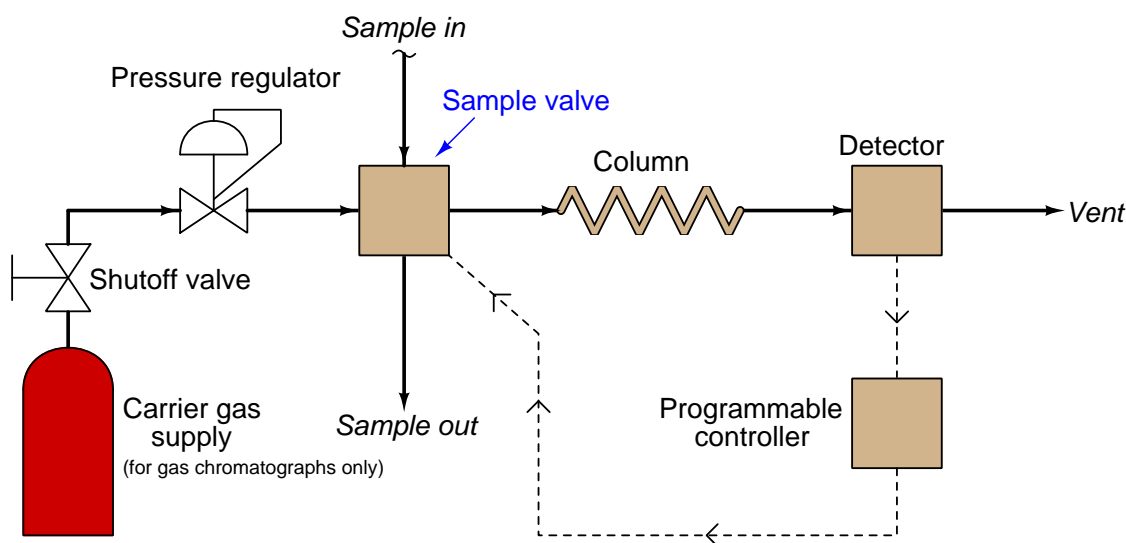 Sample in
Pressure regulator
Sample valve
Column
Detector
Vent
Shutoff valve
Carrier gas
supply
(for gas chromatographs only)
Sample out
Programmable
controller